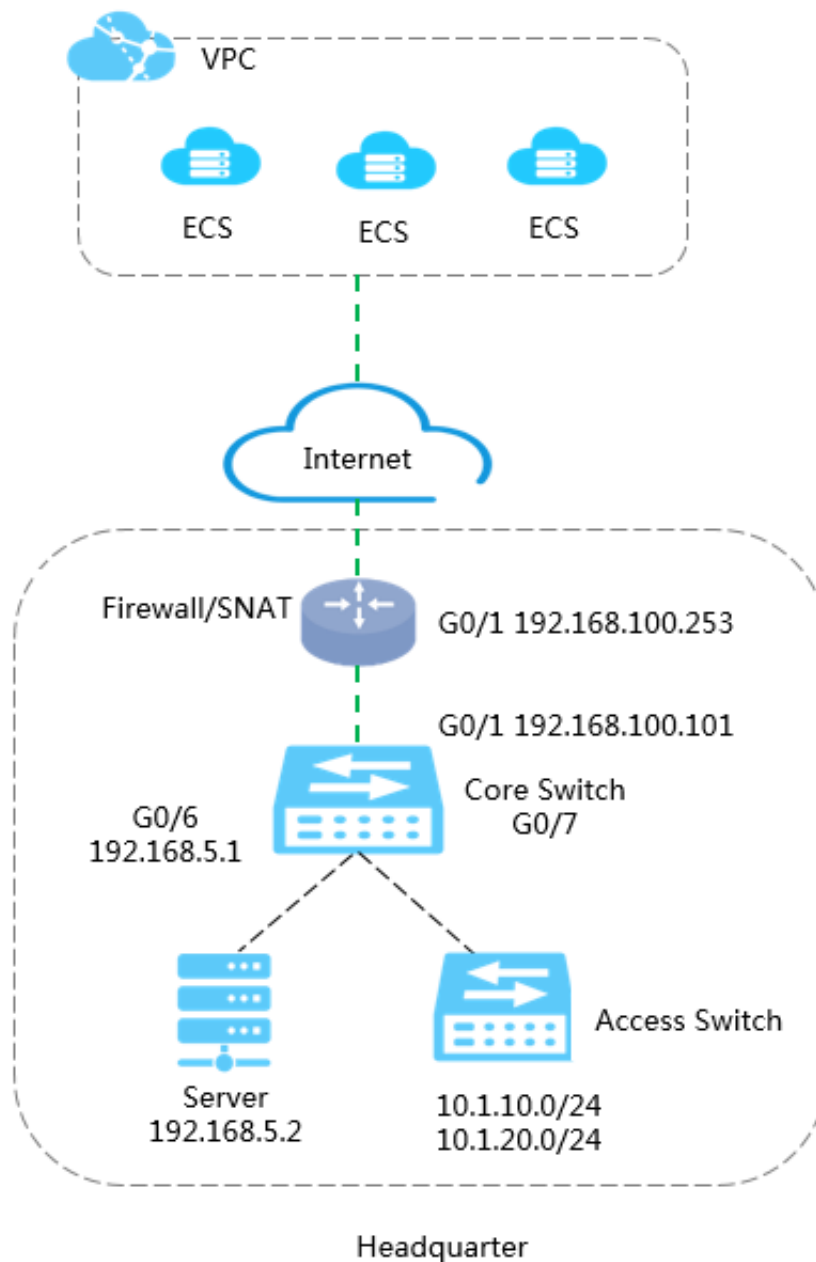 VPC
ECS
ECS
ECS
Internet
Firewall/SNAT
G0/1 192.168.100.253
G0/1 192.168.100.101
Core Switch
G0/7
G0/6
192.168.5.1
Access Switch
Server
192.168.5.2
10.1.10.0/24
10.1.20.0/24
Headquarter